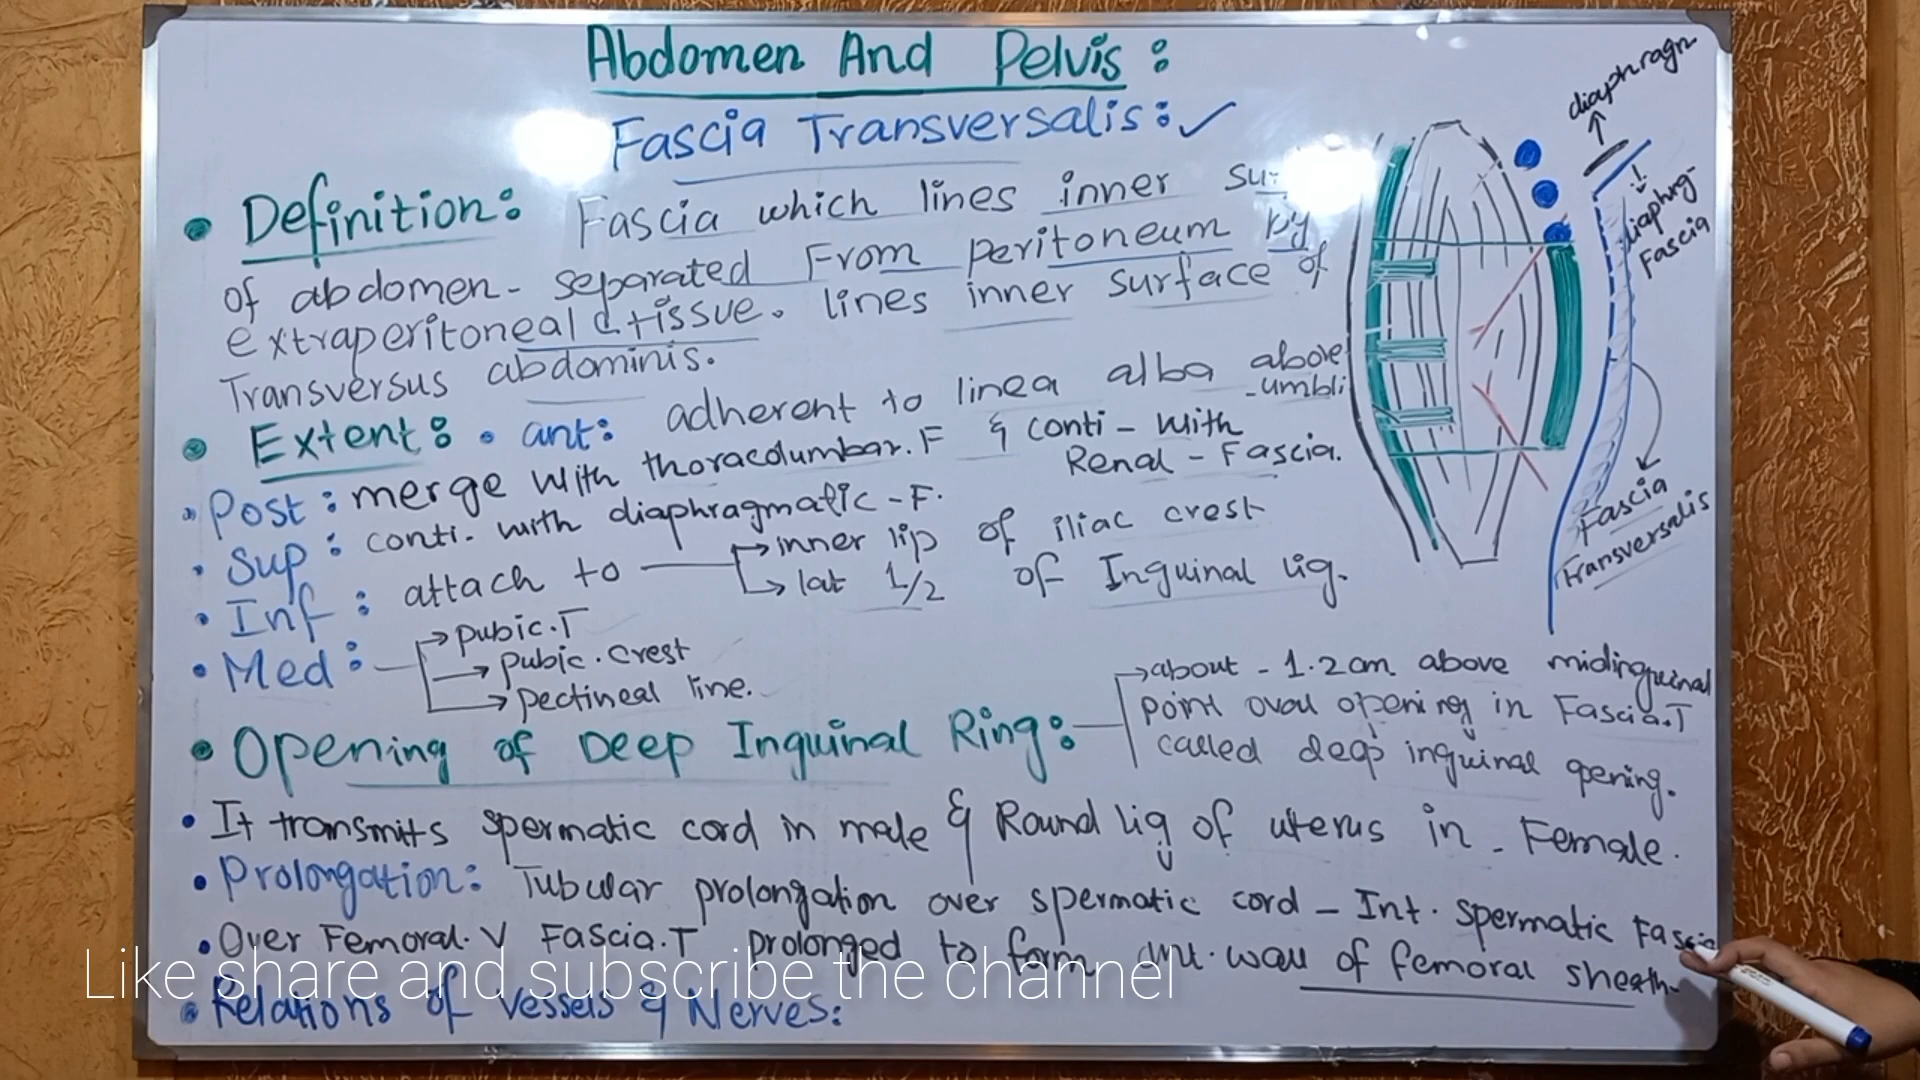 Abdomen And Pelvis:
Fascia Transversalis: ✓
• Definition: Fascia which lines inner su
of abdomen - separated From peritoneum by
extraperitoneal c tissue. lines inner surface of
Transversus abdominis.
• Extent: • ant: adherent to linea alba above
- umbli
• Post: merge with thoracolumbar. F & conti - with
Renal - Fascia.
• Sup: conti. with diaphragmatic - F.
• Inf: attach to → inner lip of iliac crest
→ lat 1/2 of Inguinal lig.
• Med: → pubic. T
→ pubic. crest
→ pectineal line.
• Opening of Deep Inguinal Ring: → about - 1.2 cm above midinguinal
point oval opening in Fascia.T
called deep inguinal opening.
• It transmits spermatic cord in male & Round lig of uterus in - Female.
• Prolongation: Tubular prolongation over spermatic cord - Int. spermatic Fascia
• Over Femoral. V Fascia.T prolonged to form ant. wall of femoral sheath-
• Relations of vessels & Nerves:
diaphragm
diaphrg-
Fascia
Fascia
Transversalis
Like share and subscribe the channel